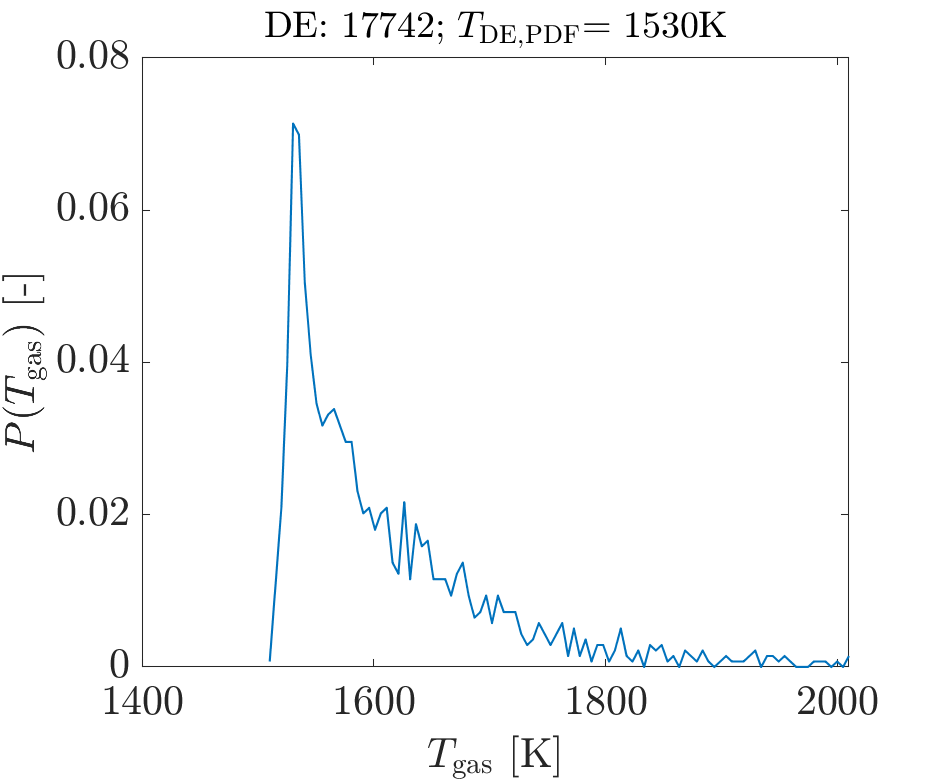 DE: 17742; T_DE,PDF= 1530K
0.08
0.06
0.04
0.02
0
P(T_gas) [-]
1400 1600 1800 2000
T_gas [K]